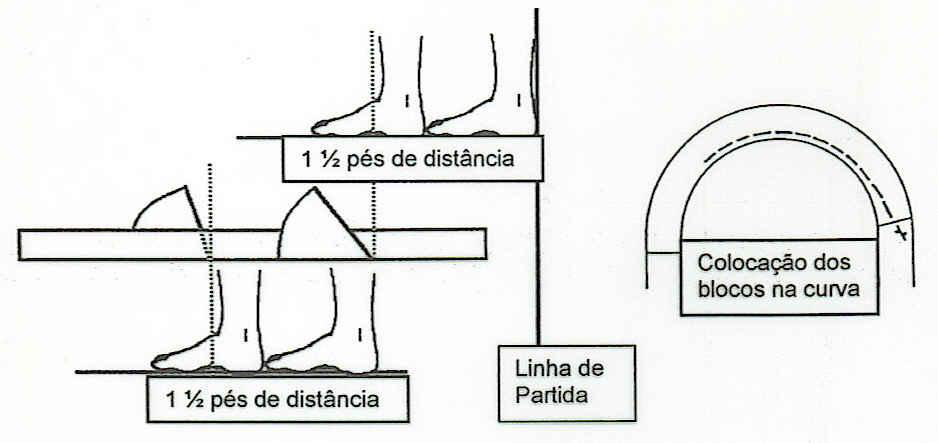 1 ½ pés de distância
Colocação dos
blocos na curva
Linha de
Partida
1 ½ pés de distância